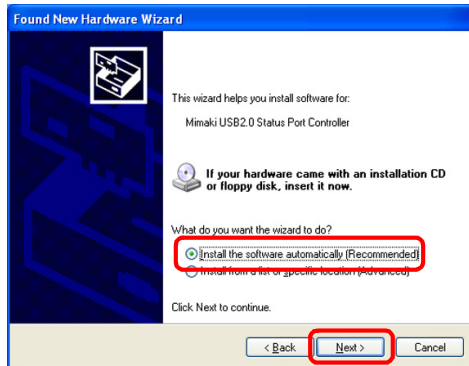 Found New Hardware Wizard
This wizard helps you install software for:
Mimaki USB2.0 Status Port Controller
If your hardware came with an installation CD
or floppy disk, insert it now.
What do you want the wizard to do?
Install the software automatically (Recommended)
Install from a list or specific location (Advanced)
Click Next to continue.
< Back Next > Cancel